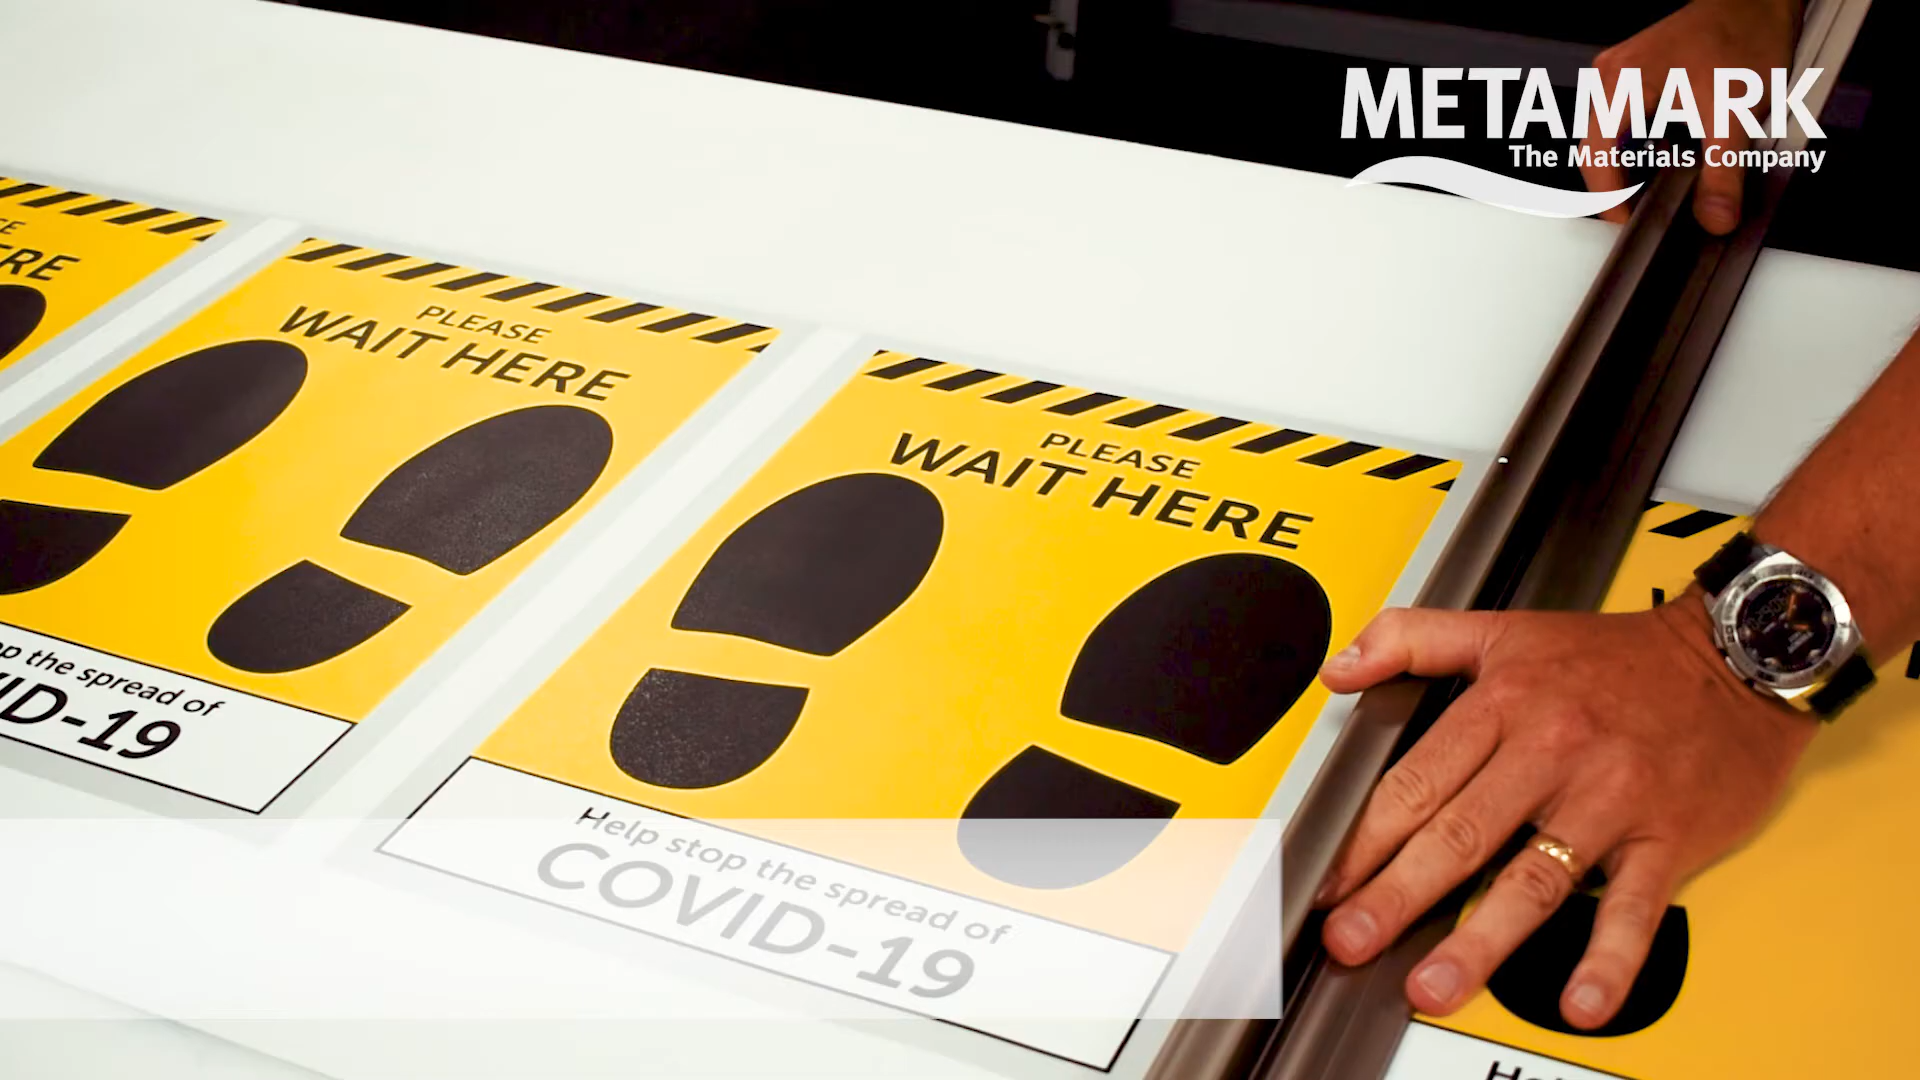 METAMARK
The Materials Company
PLEASE
WAIT HERE
Help stop the spread of
COVID-19
PLEASE
WAIT HERE
the spread of
COVID-19